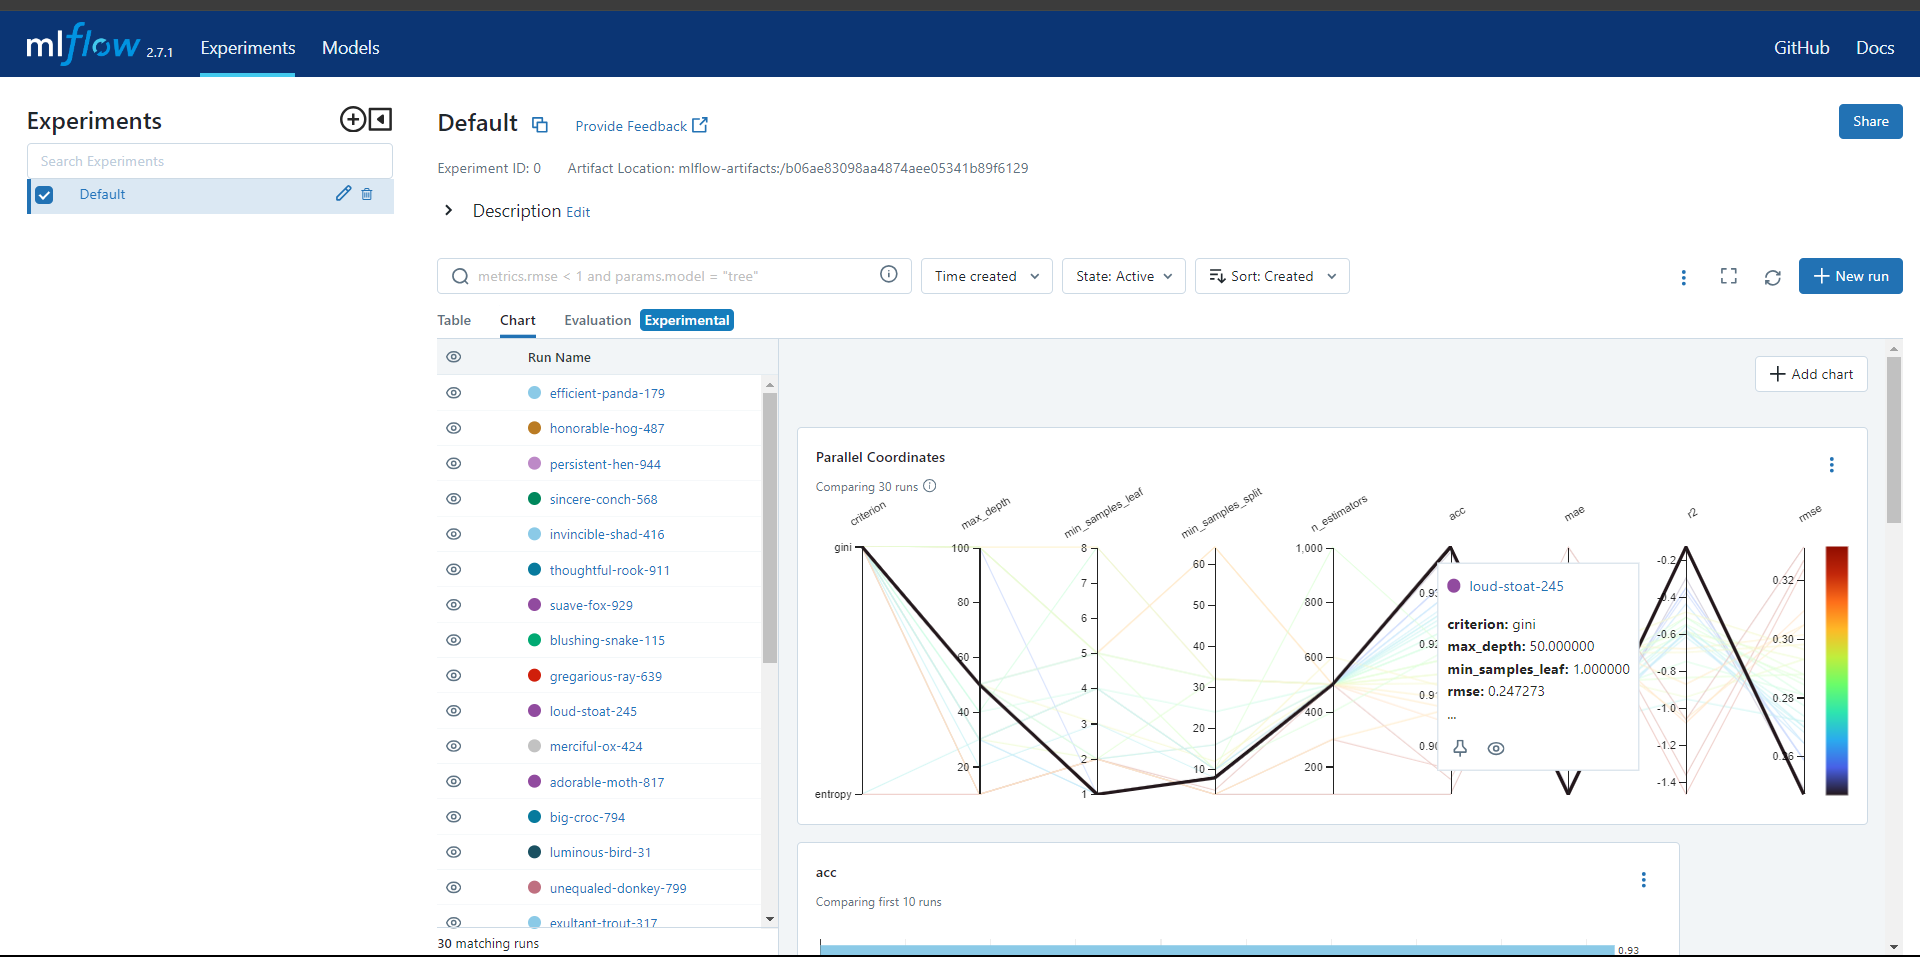 mlflow 2.7.1 Experiments Models GitHub Docs
Experiments
Search Experiments
Default
Default Provide Feedback Share
Experiment ID: 0 Artifact Location: mlflow-artifacts:/b06ae83098aa4874aee05341b89f6129
Description Edit
metrics.rmse < 1 and params.model = "tree" Time created State: Active Sort: Created New run
Table Chart Evaluation Experimental
Run Name
efficient-panda-179
honorable-hog-487
persistent-hen-944
sincere-conch-568
invincible-shad-416
thoughtful-rook-911
suave-fox-929
blushing-snake-115
gregarious-ray-639
loud-stoat-245
merciful-ox-424
adorable-moth-817
big-croc-794
luminous-bird-31
unequaled-donkey-799
exultant-trout-317
30 matching runs
Add chart
Parallel Coordinates
Comparing 30 runs
criterion max_depth min_samples_leaf min_samples_split n_estimators acc mae r2 rmse
gini
entropy
100
80
60
40
20
8
7
6
5
4
3
2
1
60
50
40
30
20
10
1,000
800
600
400
200
0.92
0.90
-0.2
-0.6
-0.8
-1.0
-1.2
-1.4
0.32
0.30
0.28
0.26
loud-stoat-245
criterion: gini
max_depth: 50.000000
min_samples_leaf: 1.000000
rmse: 0.247273
...
acc
Comparing first 10 runs
0.93